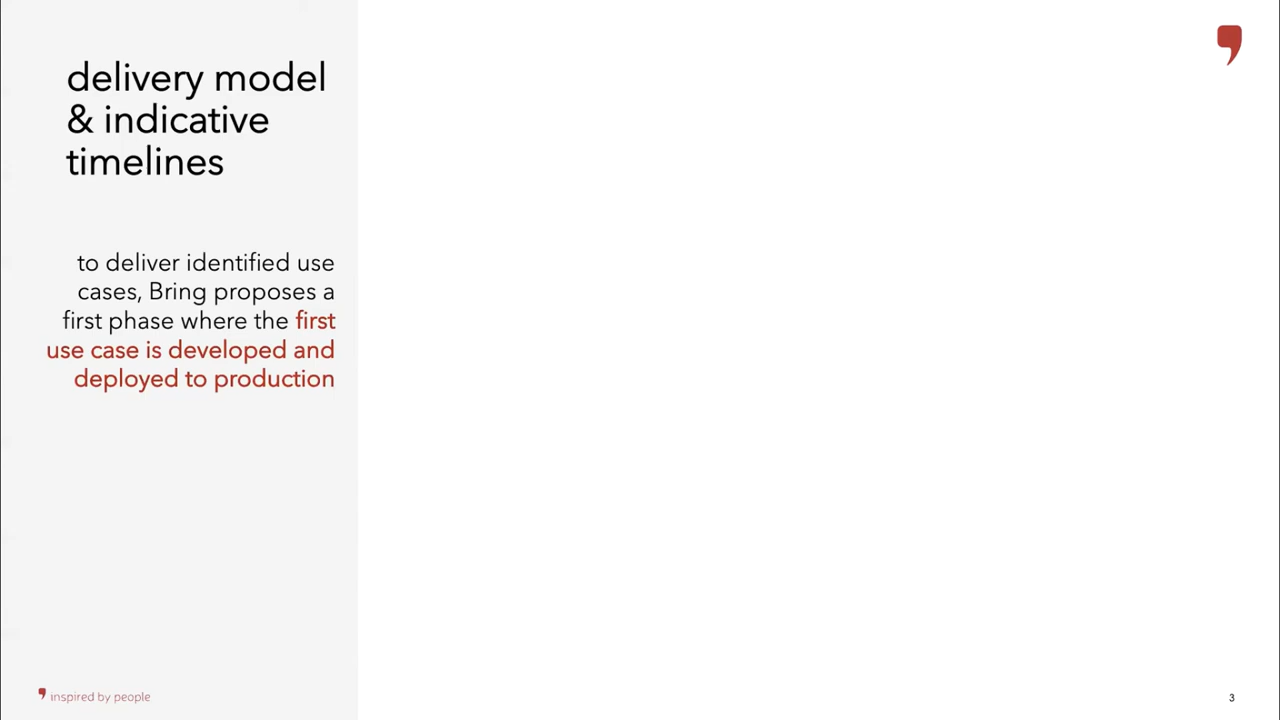 delivery model
& indicative
timelines
to deliver identified use
cases, Bring proposes a
first phase where the first
use case is developed and
deployed to production
inspired by people
3